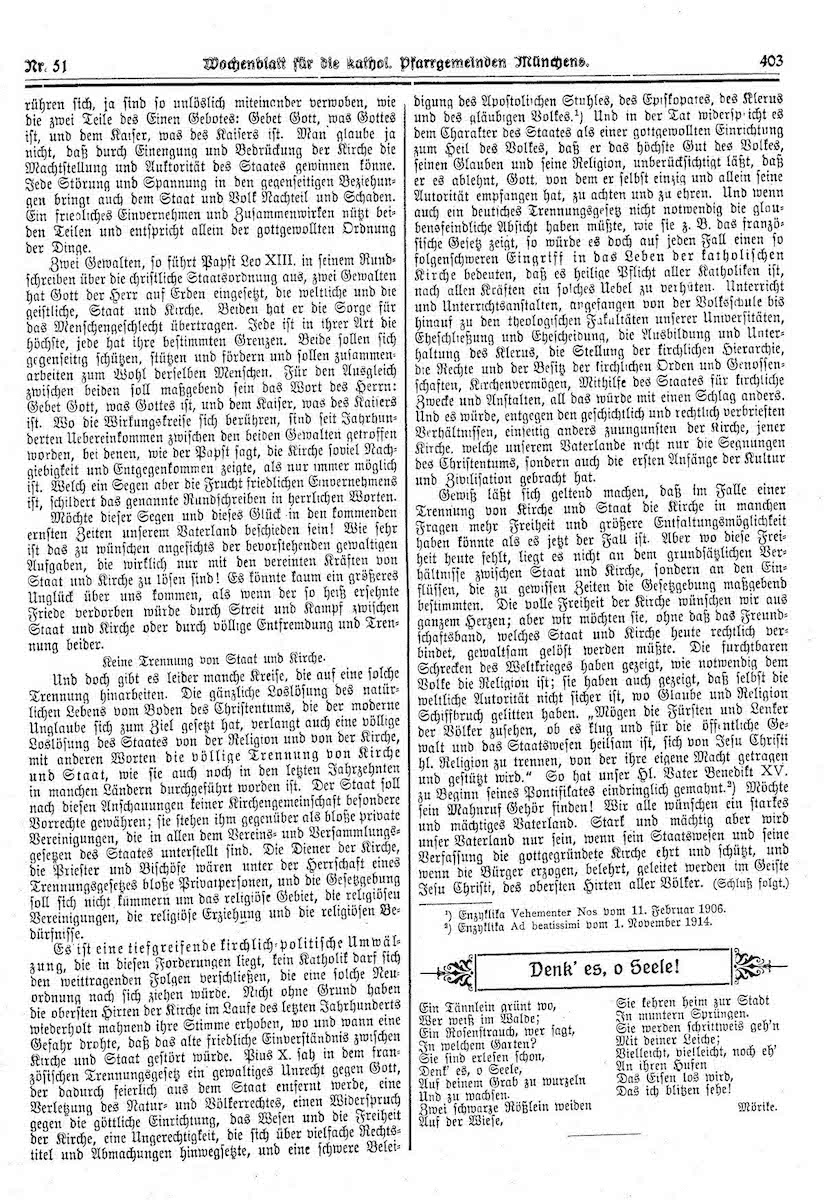 Nr. 51
Wochenblatt für die kathol. Pfarrgemeinden Münchens.
403
rühren sich, ja sind so unlöslich miteinander verwoben, wie
die zwei Teile des Einen Gebotes: Gebet Gott, was Gottes
ist, und dem Kaiser, was des Kaisers ist. Man glaube ja
nicht, daß durch Einengung und Bedrückung der Kirche die
Machtstellung und Auktorität des Staates gewinnen könne.
Jede Störung und Spannung in den gegenseitigen Beziehun-
gen bringt auch dem Staat und Volk Nachteil und Schaden.
Ein friedliches Einvernehmen und Zusammenwirken nützt bei-
den Teilen und entspricht allein der gottgewollten Ordnung
der Dinge.
Zwei Gewalten, so führt Papst Leo XIII. in seinem Rund-
schreiben über die christliche Staatsordnung aus, zwei Gewalten
hat Gott der Herr auf Erden eingesetzt, die weltliche und die
geistliche, Staat und Kirche. Beiden hat er die Sorge für
das Menschengeschlecht übertragen. Jede ist in ihrer Art die
höchste, jede hat ihre bestimmten Grenzen. Beide sollen sich
gegenseitig schützen, stützen und fördern und sollen zusammen-
arbeiten zum Wohl derselben Menschen. Für den Ausgleich
zwischen beiden soll maßgebend sein das Wort des Herrn:
Gebet Gott, was Gottes ist, und dem Kaiser, was des Kaisers
ist. Wo die Wirkungskreise sich berühren, sind seit Jahrhun-
derten Uebereinkommen zwischen den beiden Gewalten getroffen
worden, bei denen, wie der Papst sagt, die Kirche soviel Nach-
giebigkeit und Entgegenkommen zeigte, als nur immer möglich
ist. Welch ein Segen aber die Frucht friedlichen Einvernehmens
ist, schildert das genannte Rundschreiben in herrlichen Worten.
Möchte dieser Segen und dieses Glück in den kommenden
ernsten Zeiten unserem Vaterland beschieden sein! Wie sehr
ist das zu wünschen angesichts der bevorstehenden gewaltigen
Aufgaben, die wirklich nur mit den vereinten Kräften von
Staat und Kirche zu lösen sind! Es könnte kaum ein größeres
Unglück über uns kommen, als wenn der so heiß ersehnte
Friede verdorben würde durch Streit und Kampf zwischen
Staat und Kirche oder durch völlige Entfremdung und Tren-
nung beider.
Keine Trennung von Staat und Kirche.
Und doch gibt es leider manche Kreise, die auf eine solche
Trennung hinarbeiten. Die gänzliche Loslösung des natür-
lichen Lebens vom Boden des Christentums, die der moderne
Unglaube sich zum Ziel gesetzt hat, verlangt auch eine völlige
Loslösung des Staates von der Religion und von der Kirche,
mit anderen Worten die völlige Trennung von Kirche
und Staat, wie sie auch noch in den letzten Jahrzehnten
in manchen Ländern durchgeführt worden ist. Der Staat soll
nach diesen Anschauungen keiner Kirchengemeinschaft besondere
Vorrechte gewähren; sie stehen ihm gegenüber als bloße private
Vereinigungen, die in allem den Vereins- und Versammlungs-
gesetzen des Staates unterstellt sind. Die Diener der Kirche,
die Priester und Bischöfe wären unter der Herrschaft eines
Trennungsgesetzes bloße Privatpersonen, und die Gesetzgebung
soll sich nicht kümmern um das religiöse Gebiet, die religiösen
Vereinigungen, die religiöse Erziehung und die religiösen Be-
dürfnisse.
Es ist eine tiefgreifende kirchlich-politische Umwäl-
zung, die in diesen Forderungen liegt, kein Katholik darf sich
den weittragenden Folgen verschließen, die eine solche Neu-
ordnung nach sich ziehen würde. Nicht ohne Grund haben
die obersten Hirten der Kirche im Laufe des letzten Jahrhunderts
wiederholt mahnend ihre Stimme erhoben, wo und wann eine
Gefahr drohte, daß das alte friedliche Einverständnis zwischen
Kirche und Staat gestört würde. Pius X. sah in dem fran-
zösischen Trennungsgesetz ein gewaltiges Unrecht gegen Gott,
der dadurch feierlich aus dem Staat entfernt werde, eine
Verletzung des Natur- und Völkerrechtes, einen Widerspruch
gegen die göttliche Einrichtung, das Wesen und die Freiheit
der Kirche, eine Ungerechtigkeit, die sich über vielfache Rechts-
titel und Abmachungen hinwegsetzte, und eine schwere Belei-
digung des Apostolischen Stuhles, des Episkopates, des Klerus
und des gläubigen Volkes.¹) Und in der Tat widerspricht es
dem Charakter des Staates als einer gottgewollten Einrichtung
zum Heil des Volkes, daß er das höchste Gut des Volkes,
seinen Glauben und seine Religion, unberücksichtigt läßt, daß
er es ablehnt, Gott, von dem er selbst einzig und allein seine
Autorität empfangen hat, zu achten und zu ehren. Und wenn
auch ein deutsches Trennungsgesetz nicht notwendig die glau-
bensfeindliche Absicht haben müßte, wie sie z. B. das franzö-
sische Gesetz zeigt, so würde es doch auf jeden Fall einen so
folgenschweren Eingriff in das Leben der katholischen
Kirche bedeuten, daß es heilige Pflicht aller Katholiken ist,
nach allen Kräften ein solches Uebel zu verhüten. Unterricht
und Unterrichtsanstalten, angefangen von der Volksschule bis
hinauf zu den theologischen Fakultäten unserer Universitäten,
Eheschließung und Ehescheidung, die Ausbildung und Unter-
haltung des Klerus, die Stellung der kirchlichen Hierarchie,
die Rechte und der Besitz der kirchlichen Orden und Genossen-
schaften, Kirchenvermögen, Mithilfe des Staates für kirchliche
Zwecke und Anstalten, all das würde mit einen Schlag anders.
Und es würde, entgegen den geschichtlich und rechtlich verbrieften
Verhältnissen, einseitig anders zuungunsten der Kirche, jener
Kirche, welche unserem Vaterlande nicht nur die Segnungen
des Christentums, sondern auch die ersten Anfänge der Kultur
und Zivilisation gebracht hat.
Gewiß läßt sich geltend machen, daß im Falle einer
Trennung von Kirche und Staat die Kirche in manchen
Fragen mehr Freiheit und größere Entfaltungsmöglichkeit
haben könnte als es jetzt der Fall ist. Aber wo diese Frei-
heit heute fehlt, liegt es nicht an dem grundsätzlichen Ver-
hältnisse zwischen Staat und Kirche, sondern an den Ein-
flüssen, die zu gewissen Zeiten die Gesetzgebung maßgebend
bestimmten. Die volle Freiheit der Kirche wünschen wir aus
ganzem Herzen; aber wir möchten sie, ohne daß das Freund-
schaftsband, welches Staat und Kirche heute rechtlich ver-
bindet, gewaltsam gelöst werden müßte. Die furchtbaren
Schrecken des Weltkrieges haben gezeigt, wie notwendig dem
Volke die Religion ist; sie haben auch gezeigt, daß selbst die
weltliche Autorität nicht sicher ist, wo Glaube und Religion
Schiffbruch gelitten haben. „Mögen die Fürsten und Lenker
der Völker zusehen, ob es klug und für die öffentliche Ge-
walt und das Staatswesen heilsam ist, sich von Jesu Christi
hl. Religion zu trennen, von der ihre eigene Macht getragen
und gestützt wird.“ So hat unser Hl. Vater Benedikt XV.
zu Beginn seines Pontifikates eindringlich gemahnt.²) Möchte
sein Mahnruf Gehör finden! Wir alle wünschen ein starkes
und mächtiges Vaterland. Stark und mächtig aber wird
unser Vaterland nur sein, wenn sein Staatswesen und seine
Verfassung die gottgegründete Kirche ehrt und schützt, und
wenn die Bürger erzogen, belehrt, geleitet werden im Geiste
Jesu Christi, des obersten Hirten aller Völker. (Schluß folgt.)
¹) Enzyklika Vehementer Nos vom 11. Februar 1906.
²) Enzyklika Ad beatissimi vom 1. November 1914.
Denk' es, o Seele!
Ein Tännlein grünt wo,
Wer weiß im Walde;
Ein Rosenstrauch, wer sagt,
In welchem Garten?
Sie sind erlesen schon,
Denk' es, o Seele,
Auf deinem Grab zu wurzeln
Und zu wachsen.
Zwei schwarze Rößlein weiden
Auf der Wiese,
Sie kehren heim zur Stadt
In muntern Sprüngen.
Sie werden schrittweis geh'n
Mit deiner Leiche;
Vielleicht, vielleicht, noch eh'
An ihren Hufen
Das Eisen los wird,
Das ich blitzen sehe!
Mörike.